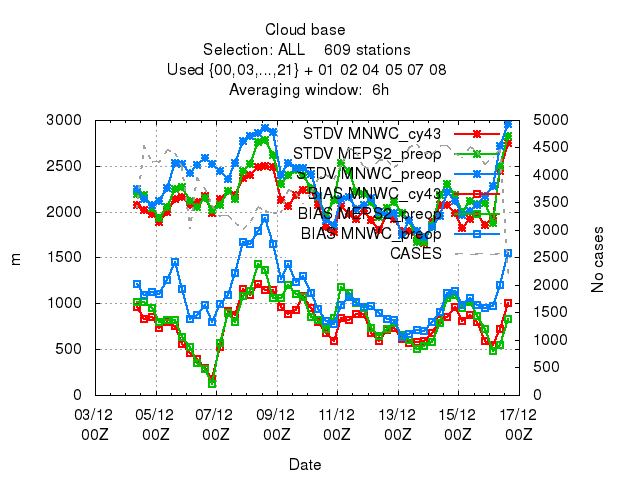 Cloud base
Selection: ALL    609 stations
Used {00,03,...,21} + 01 02 04 05 07 08
Averaging window:  6h
3000
2500
2000
1500
1000
500
0
m
5000
4500
4000
3500
3000
2500
2000
1500
1000
500
0
No cases
STDV MNWC_cy43
STDV MEPS2_preop
STDV MNWC_preop
BIAS MNWC_cy43
BIAS MEPS2_preop
BIAS MNWC_preop
CASES
03/12 05/12 07/12 09/12 11/12 13/12 15/12 17/12
00Z 00Z 00Z 00Z 00Z 00Z 00Z 00Z
Date